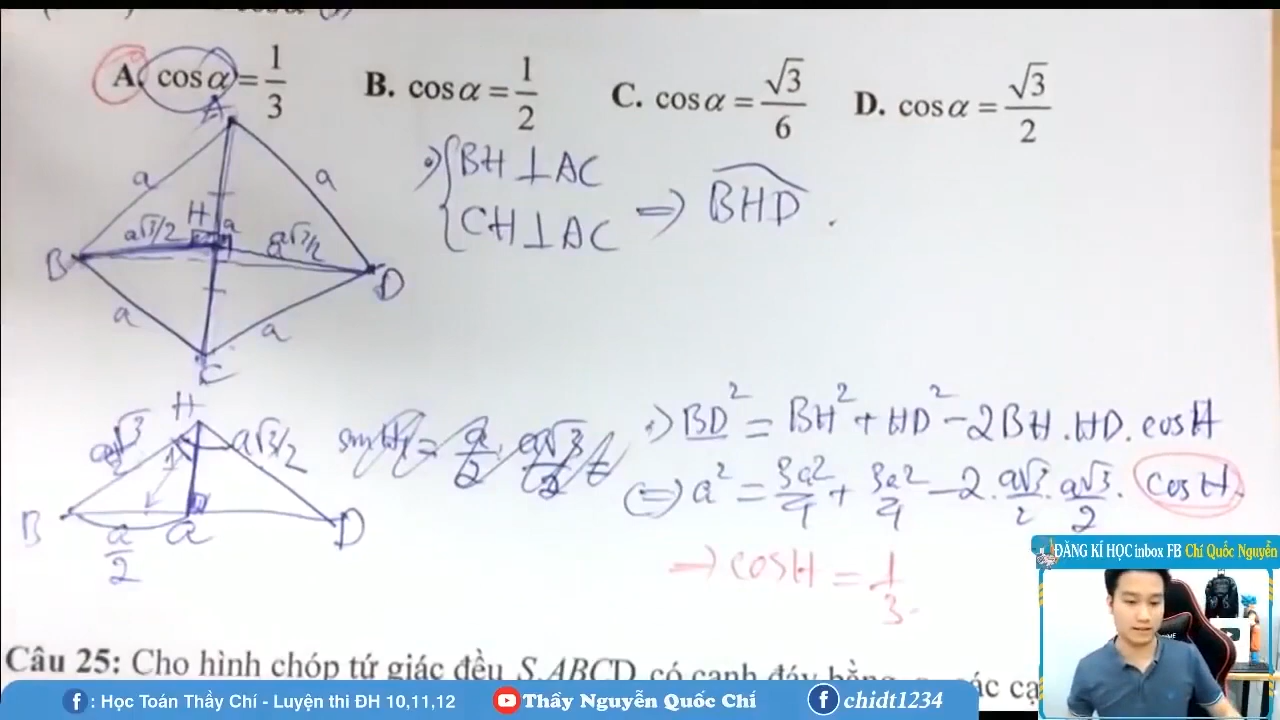 A. cosα = 1/3 B. cosα = 1/2 C. cosα = √3/6 D. cosα = √3/2
A
a a
H a
a√3/2 a√3/2
B D
a a
C
BH ⊥ AC
CH ⊥ AC ⇒ BHD.
H
a√3/2 a√3/2
B a/2 a D
BD² = BH² + HD² - 2BH.HD.cosH
⇔ a² = 3a²/4 + 3a²/4 - 2.a√3/2.a√3/2.cosH
→ cosH = 1/3.
Câu 25: Cho hình chóp tứ giác đều S.ABCD có cạnh đáy bằng
ĐĂNG KÍ HỌC inbox FB Chí Quốc Nguyễn
f : Học Toán Thầy Chí - Luyện thi ĐH 10,11,12
Thầy Nguyễn Quốc Chí
f chidt1234